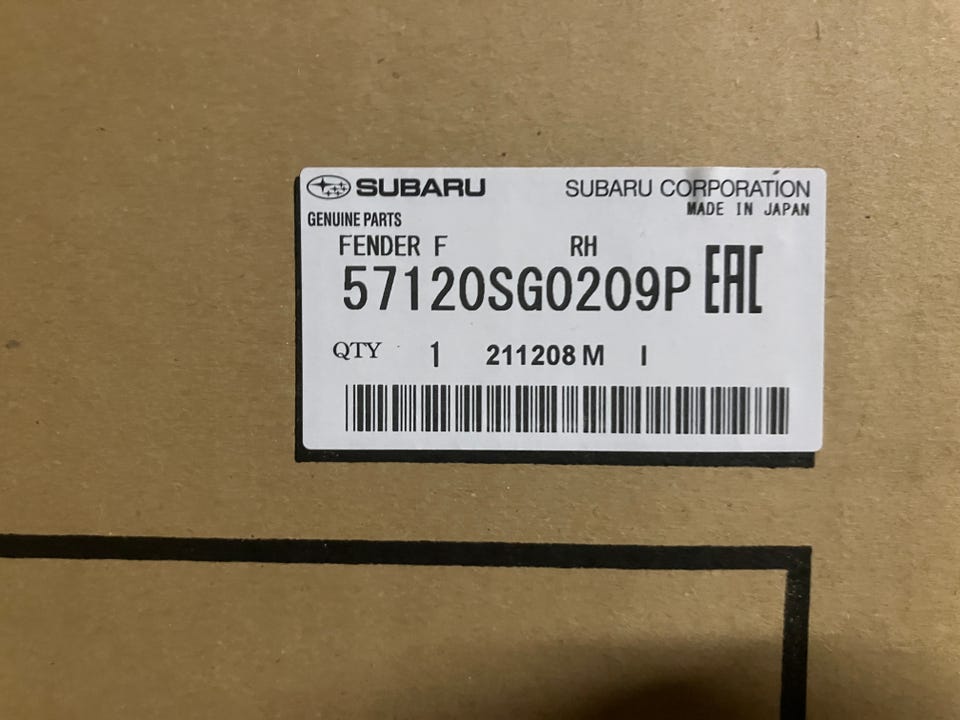 SUBARU SUBARU CORPORATION
MADE IN JAPAN
GENUINE PARTS
FENDER F RH
57120SG0209P EAC
QTY 1 211208 M I